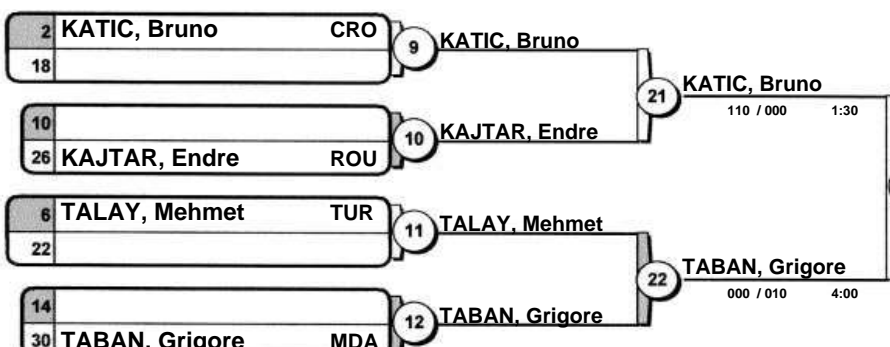 2 KATIC, Bruno CRO
18
9 KATIC, Bruno
10
26 KAJTAR, Endre ROU
10 KAJTAR, Endre
21 KATIC, Bruno
110 / 000 1:30
6 TALAY, Mehmet TUR
22
11 TALAY, Mehmet
14
30 TABAN, Grigore MDA
12 TABAN, Grigore
22 TABAN, Grigore
000 / 010 4:00